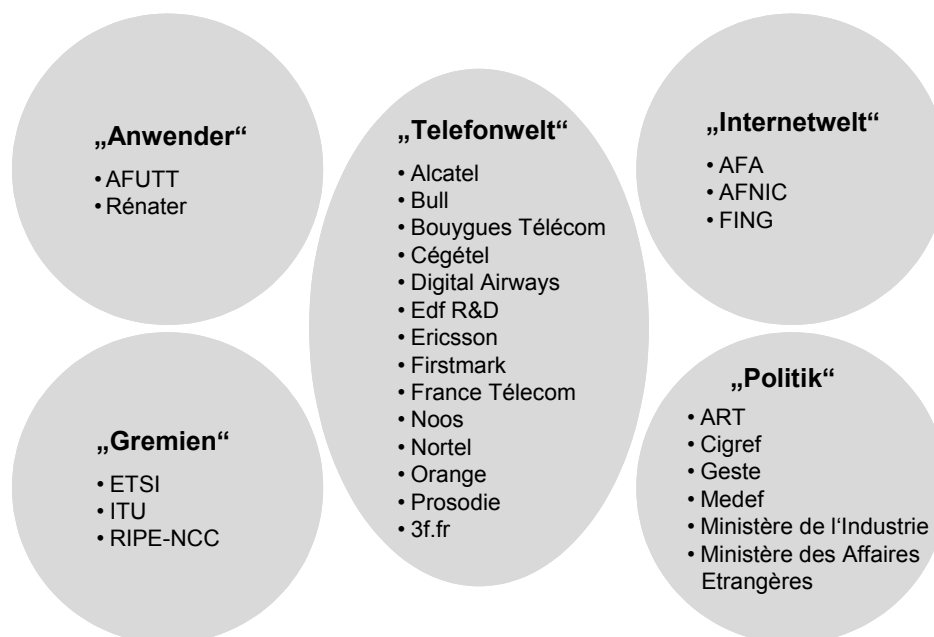 „Anwender“
• AFUTT
• Rénater
„Telefonwelt“
• Alcatel
• Bull
• Bouygues Télécom
• Cégétel
• Digital Airways
• Edf R&D
• Ericsson
• Firstmark
• France Télecom
• Noos
• Nortel
• Orange
• Prosodie
• 3f.fr
„Internetwelt“
• AFA
• AFNIC
• FING
„Gremien“
• ETSI
• ITU
• RIPE-NCC
„Politik“
• ART
• Cigref
• Geste
• Medef
• Ministère de l‘Industrie
• Ministère des Affaires
Etrangères